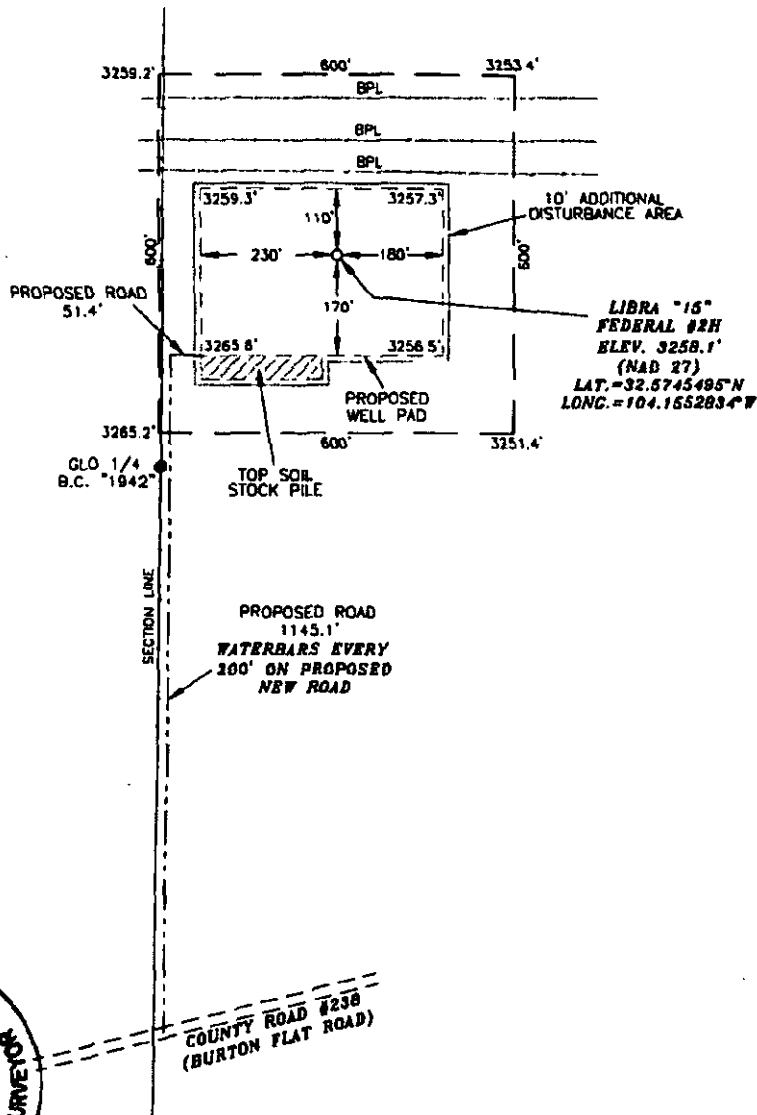 3259.2'
600'
3253.4'
BPL
BPL
BPL
3259.3'
3257.3'
110'
10' ADDITIONAL
DISTURBANCE AREA
600'
230'
180'
600'
PROPOSED ROAD
51.4'
170'
LIBRA "15"
FEDERAL #2H
ELEV. 3258.1'
(NAD 27)
LAT.=32.5745495°N
LONG.=104.1552834°W
3265.6'
3256.5'
PROPOSED
WELL PAD
3265.2'
600'
3251.4'
GLO 1/4
B.C. "1942"
TOP SOIL
STOCK PILE
SECTION LINE
PROPOSED ROAD
1145.1'
WATERBARS EVERY
200' ON PROPOSED
NEW ROAD
COUNTY ROAD #238
(BURTON FLAT ROAD)
SURVEYOR